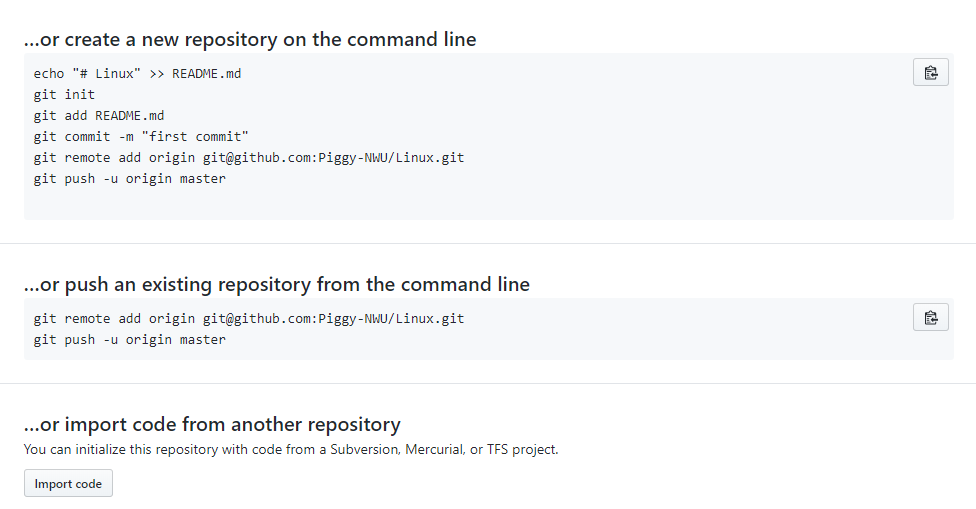 …or create a new repository on the command line
echo "# Linux" >> README.md
git init
git add README.md
git commit -m "first commit"
git remote add origin git@github.com:Piggy-NWU/Linux.git
git push -u origin master
…or push an existing repository from the command line
git remote add origin git@github.com:Piggy-NWU/Linux.git
git push -u origin master
…or import code from another repository
You can initialize this repository with code from a Subversion, Mercurial, or TFS project.
Import code